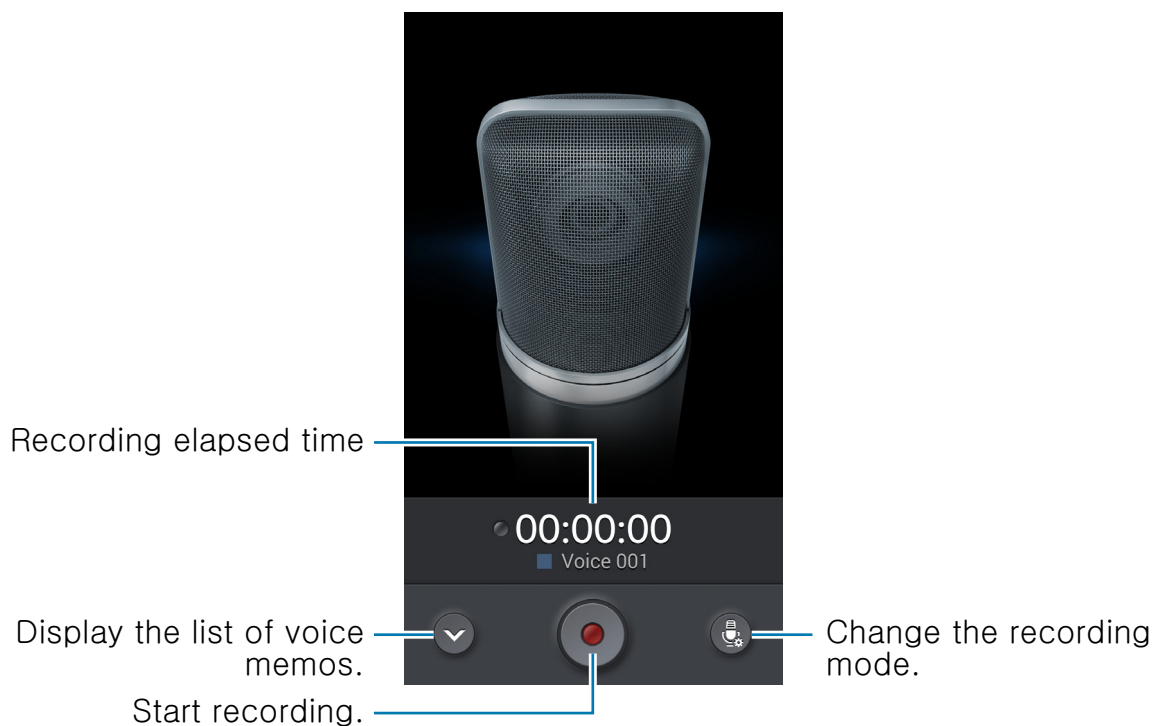 Recording elapsed time
00:00:00
Voice 001
Display the list of voice
memos.
Change the recording
mode.
Start recording.